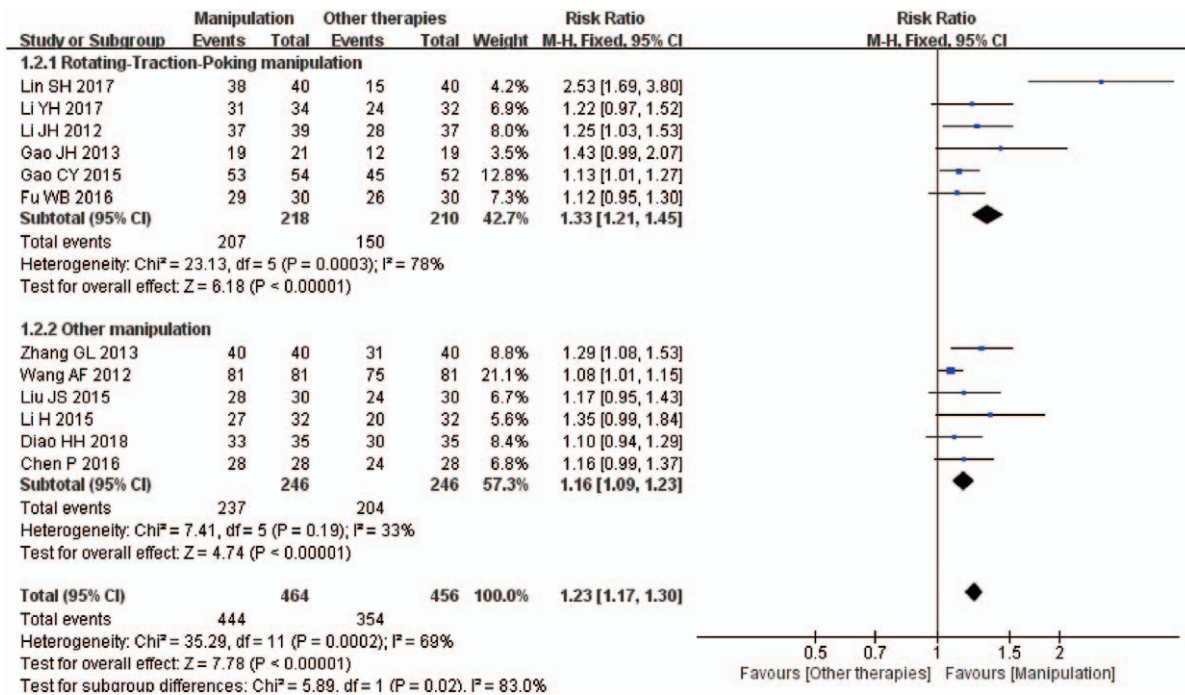 Manipulation Other therapies Risk Ratio Risk Ratio
Study or Subgroup Events Total Events Total Weight M-H, Fixed, 95% CI M-H, Fixed, 95% CI
1.2.1 Rotating-Traction-Poking manipulation
Lin SH 2017 38 40 15 40 4.2% 2.53 [1.69, 3.80]
Li YH 2017 31 34 24 32 6.9% 1.22 [0.97, 1.52]
Li JH 2012 37 39 28 37 8.0% 1.25 [1.03, 1.53]
Gao JH 2013 19 21 12 19 3.5% 1.43 [0.99, 2.07]
Gao CY 2015 53 54 45 52 12.8% 1.13 [1.01, 1.27]
Fu WB 2016 29 30 26 30 7.3% 1.12 [0.95, 1.30]
Subtotal (95% CI) 218 210 42.7% 1.33 [1.21, 1.45]
Total events 207 150
Heterogeneity: Chi² = 23.13, df = 5 (P = 0.0003); I² = 78%
Test for overall effect: Z = 6.18 (P < 0.00001)
1.2.2 Other manipulation
Zhang GL 2013 40 40 31 40 8.8% 1.29 [1.08, 1.53]
Wang AF 2012 81 81 75 81 21.1% 1.08 [1.01, 1.15]
Liu JS 2015 28 30 24 30 6.7% 1.17 [0.95, 1.43]
Li H 2015 27 32 20 32 5.6% 1.35 [0.99, 1.84]
Diao HH 2018 33 35 30 35 8.4% 1.10 [0.94, 1.29]
Chen P 2016 28 28 24 28 6.8% 1.16 [0.99, 1.37]
Subtotal (95% CI) 246 246 57.3% 1.16 [1.09, 1.23]
Total events 237 204
Heterogeneity: Chi² = 7.41, df = 5 (P = 0.19); I² = 33%
Test for overall effect: Z = 4.74 (P < 0.00001)
Total (95% CI) 464 456 100.0% 1.23 [1.17, 1.30]
Total events 444 354
Heterogeneity: Chi² = 35.29, df = 11 (P = 0.0002); I² = 69%
Test for overall effect: Z = 7.78 (P < 0.00001)
Test for subgroup differences: Chi² = 5.89, df = 1 (P = 0.02), I² = 83.0%
0.5 0.7 1 1.5 2
Favours [Other therapies] Favours [Manipulation]